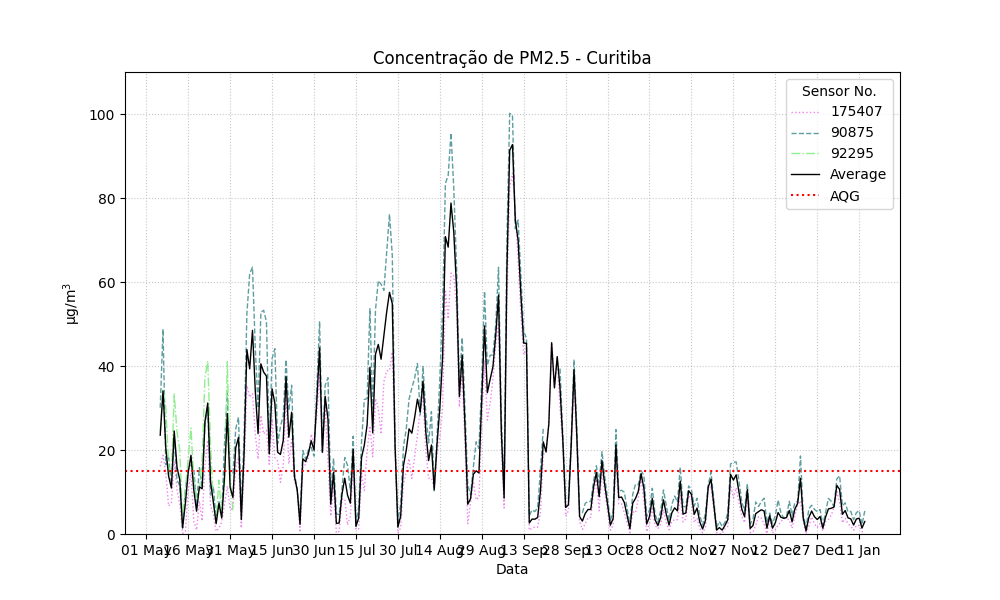 Concentração de PM2.5 - Curitiba
Sensor No.
175407
90875
92295
Average
AQG
µg/m³
100
80
60
40
20
0
01 May 16 May 31 May 15 Jun 30 Jun 15 Jul 30 Jul 14 Aug 29 Aug 13 Sep 28 Sep 13 Oct 28 Oct 12 Nov 27 Nov 12 Dec 27 Dec 11 Jan
Data